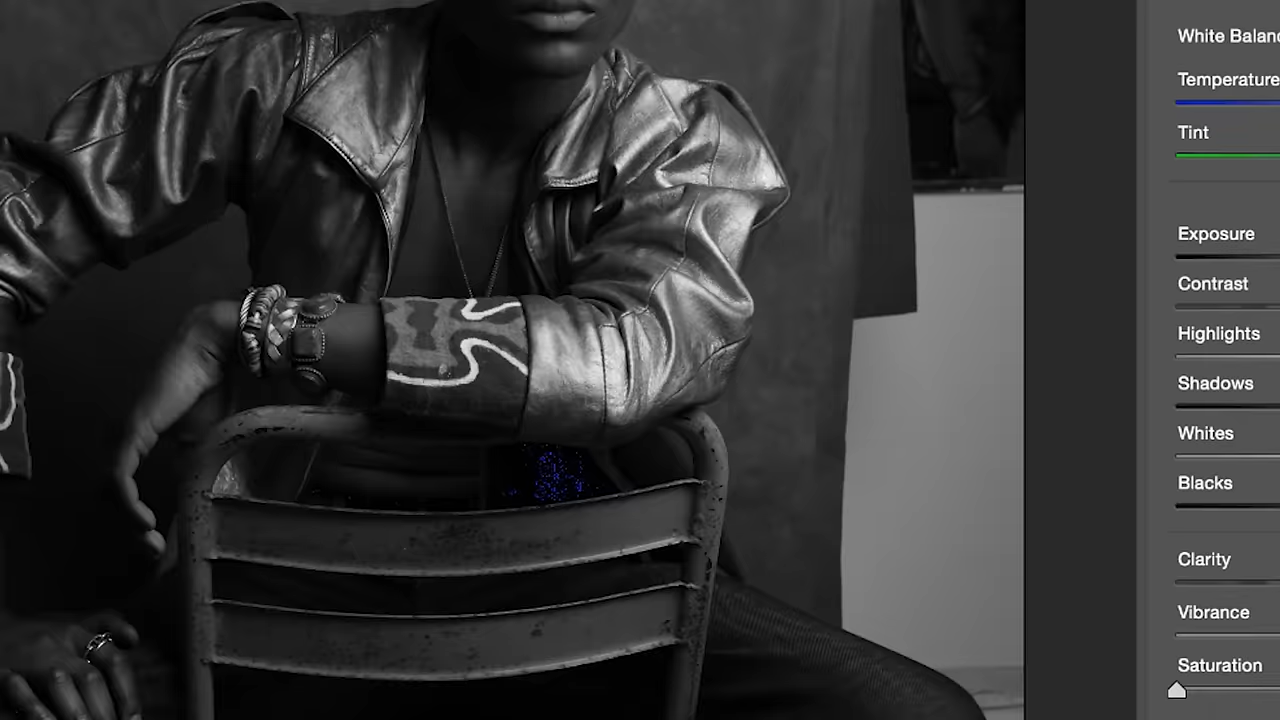 White Balanc
Temperature
Tint
Exposure
Contrast
Highlights
Shadows
Whites
Blacks
Clarity
Vibrance
Saturation